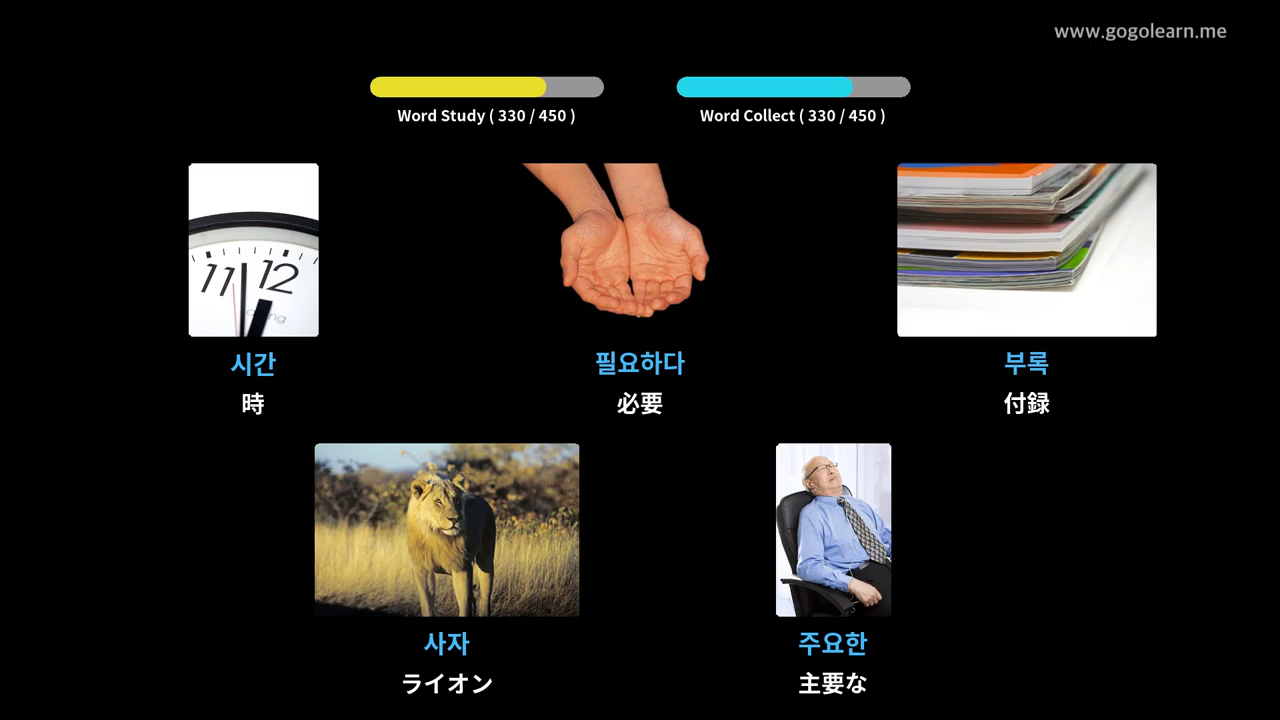 www.gogolearn.me
Word Study ( 330 / 450 )
Word Collect ( 330 / 450 )
11 12
시간
時
필요하다
必要
부록
付録
사자
ライオン
주요한
主要な